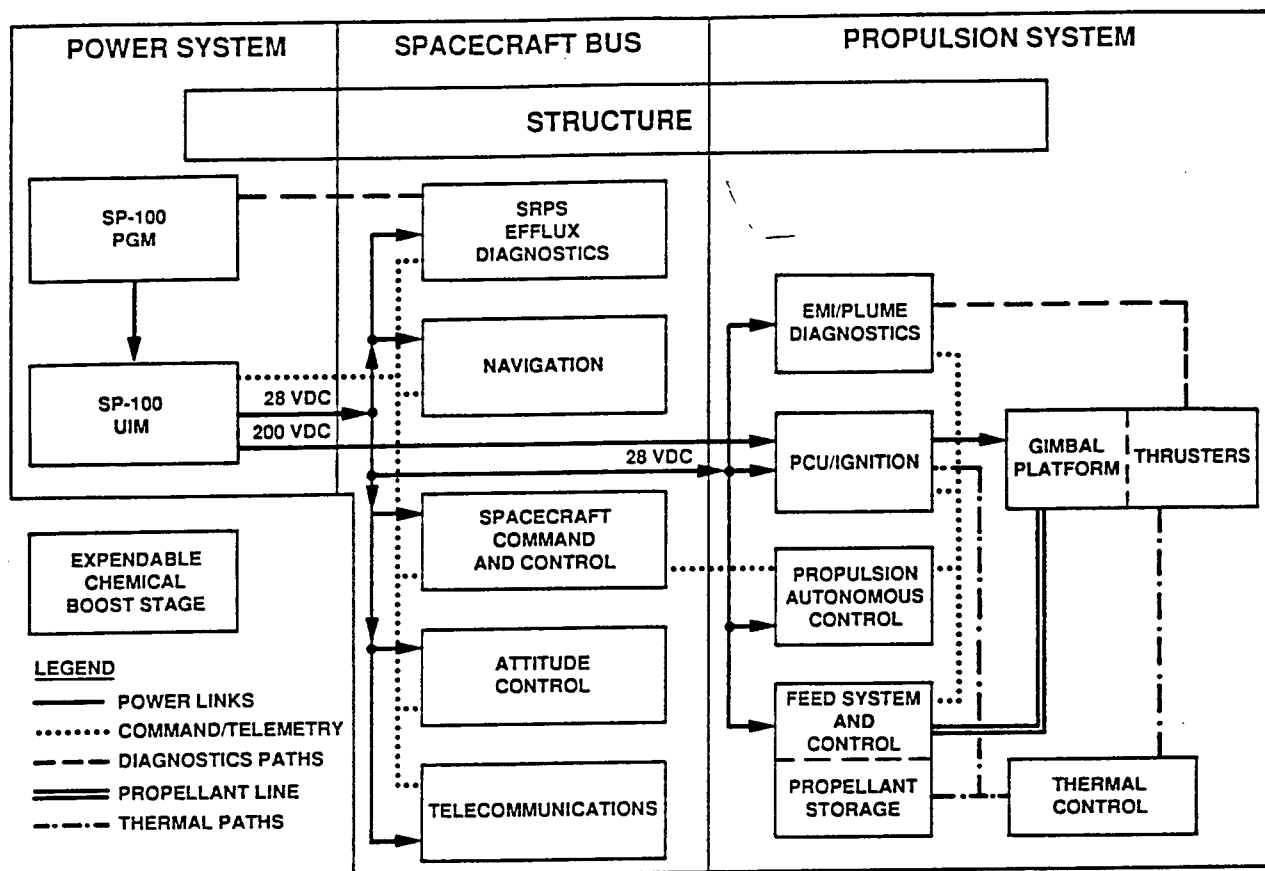 POWER SYSTEM
SPACECRAFT BUS
PROPULSION SYSTEM
STRUCTURE
SP-100
PGM
SRPS
EFFLUX
DIAGNOSTICS
EMI/PLUME
DIAGNOSTICS
NAVIGATION
SP-100
UIM
28 VDC
200 VDC
28 VDC
PCU/IGNITION
GIMBAL
PLATFORM
THRUSTERS
SPACECRAFT
COMMAND
AND CONTROL
EXPENDABLE
CHEMICAL
BOOST STAGE
PROPULSION
AUTONOMOUS
CONTROL
ATTITUDE
CONTROL
FEED SYSTEM
AND
CONTROL
PROPELLANT
STORAGE
THERMAL
CONTROL
TELECOMMUNICATIONS
LEGEND
POWER LINKS
COMMAND/TELEMETRY
DIAGNOSTICS PATHS
PROPELLANT LINE
THERMAL PATHS